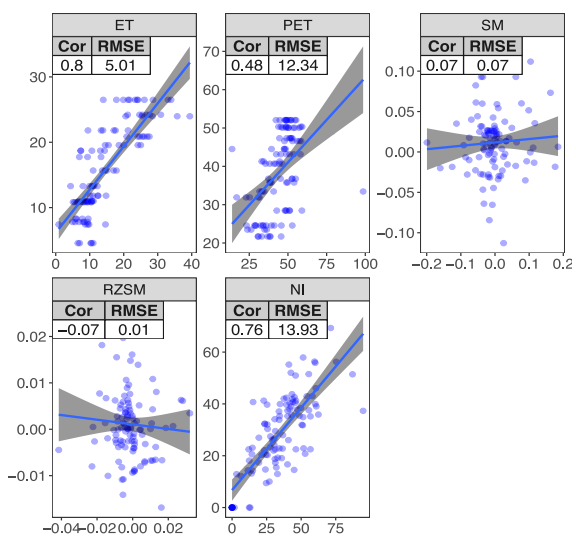 ET
PET
SM
Cor RMSE
0.8 5.01
Cor RMSE
0.48 12.34
Cor RMSE
0.07 0.07
30
20
10
70
60
50
40
30
20
0.10
0.05
0.00
−0.05
−0.10
0 10 20 30 40
25 50 75 100
−0.2 −0.1 0.0 0.1 0.2
RZSM
NI
Cor RMSE
−0.07 0.01
Cor RMSE
0.76 13.93
0.02
0.01
0.00
−0.01
60
40
20
0
−0.04 −0.02 0.00 0.02
0 25 50 75